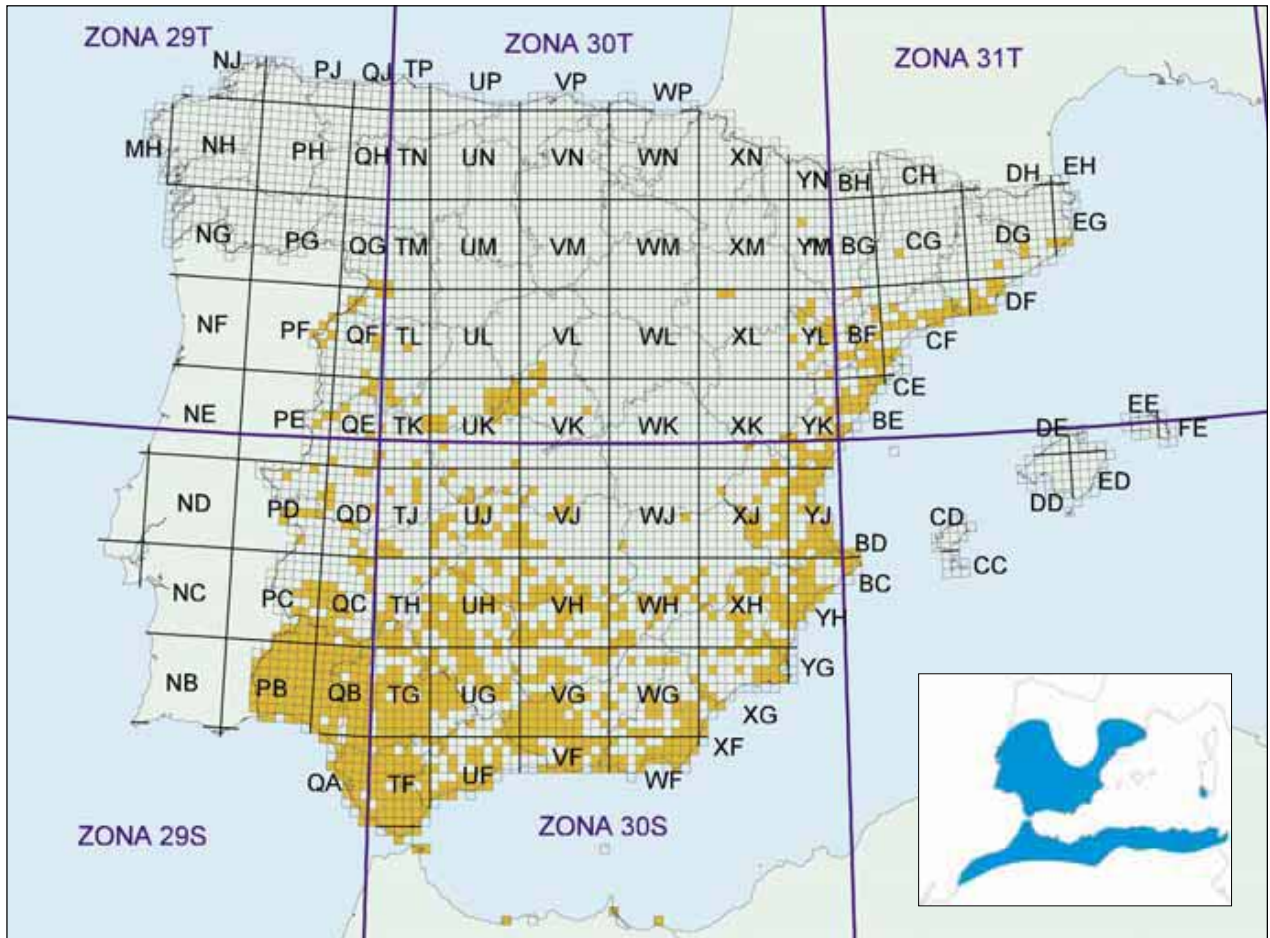 ZONA 29T
ZONA 30T
ZONA 31T
NJ
PJ
QJ
TP
UP
VP
WP
MH
NH
PH
QH
TN
UN
VN
WN
XN
YN
BH
CH
DH
EH
NG
PG
QG
TM
UM
VM
WM
XM
YM
BG
CG
DG
EG
NF
PF
QF
TL
UL
VL
WL
XL
YL
BF
CF
DF
NE
PE
QE
TK
UK
VK
WK
XK
YK
BE
CE
DE
EE
FE
ND
PD
QD
TJ
UJ
VJ
WJ
XJ
YJ
BD
CD
DD
ED
NC
PC
QC
TH
UH
VH
WH
XH
YH
BC
CC
NB
PB
QB
TG
UG
VG
WG
XG
YG
QA
TF
UF
VF
WF
XF
ZONA 29S
ZONA 30S